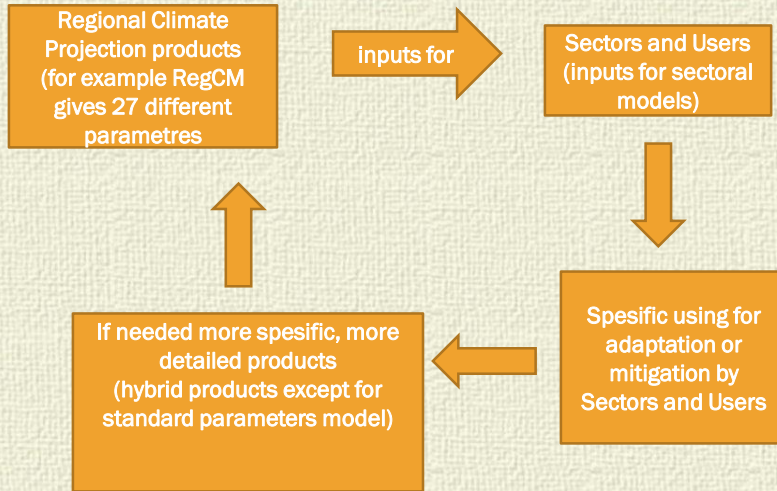 Regional Climate
Projection products
(for example RegCM
gives 27 different
parametres
inputs for
Sectors and Users
(inputs for sectoral
models)
Spesific using for
adaptation or
mitigation by
Sectors and Users
If needed more spesific, more
detailed products
(hybrid products except for
standard parameters model)